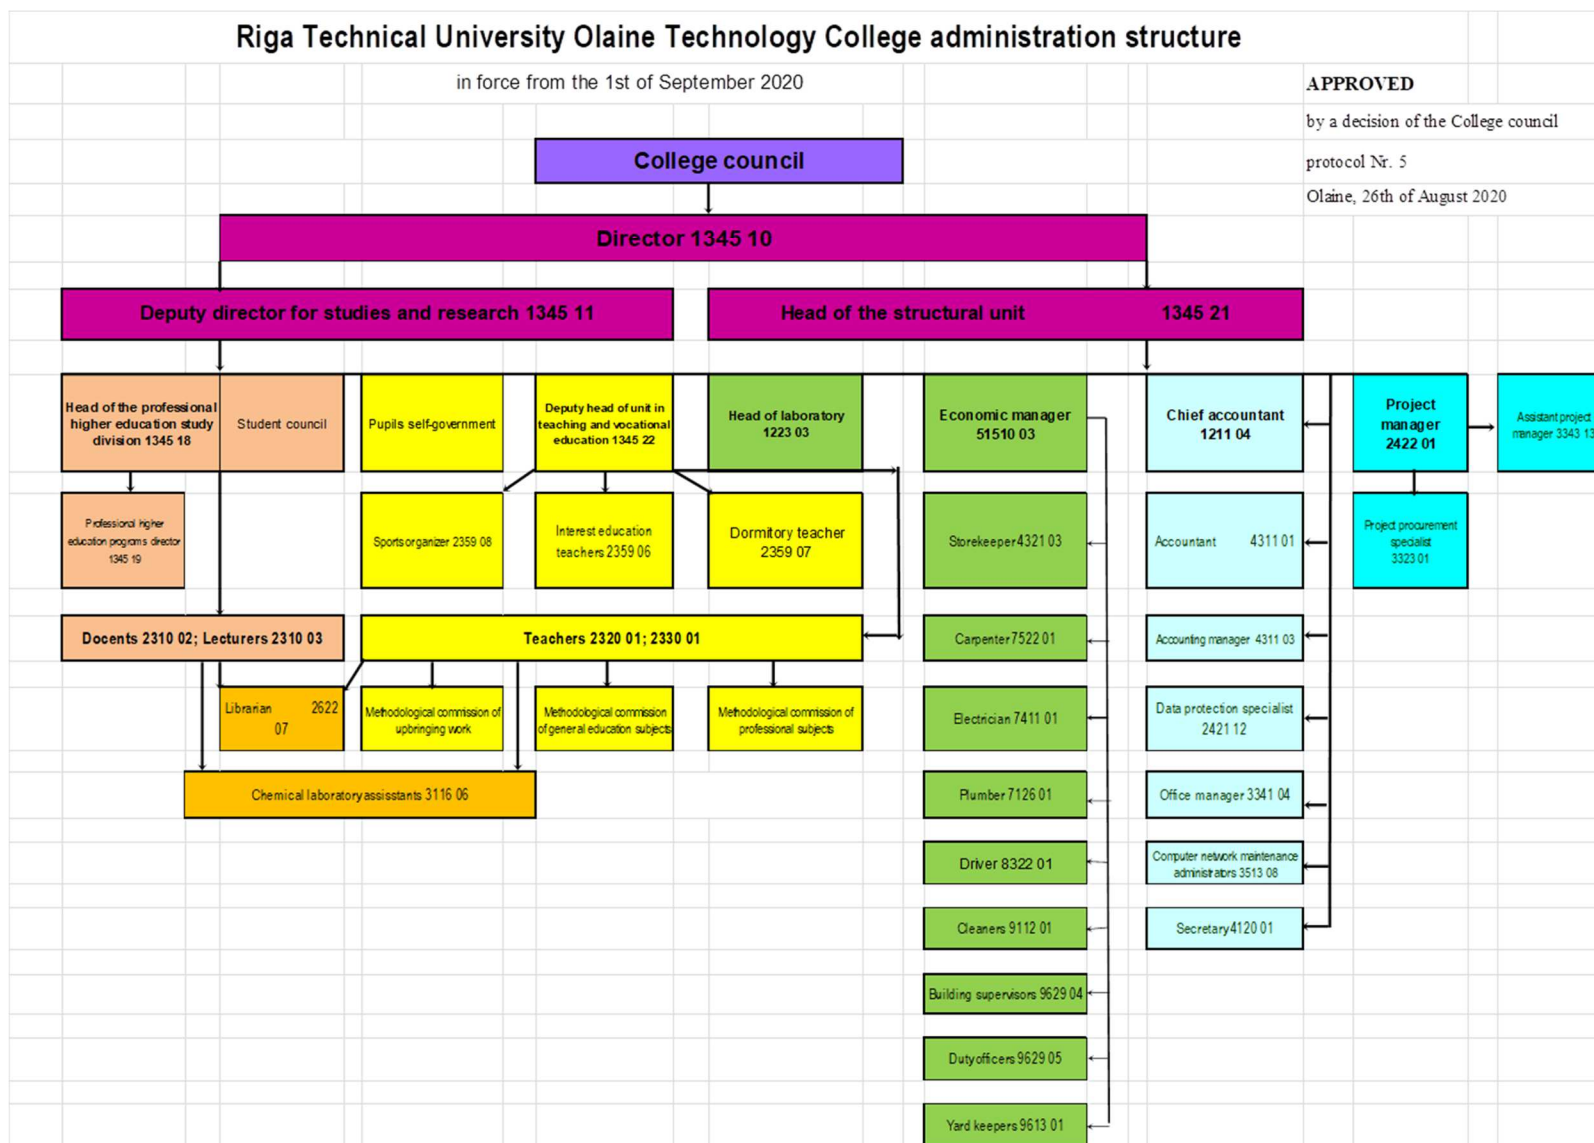 Riga Technical University Olaine Technology College administration structure
in force from the 1st of September 2020
APPROVED
by a decision of the College council
protocol Nr. 5
Olaine, 26th of August 2020
College council
Director 1345 10
Deputy director for studies and research 1345 11
Head of the structural unit 1345 21
Head of the professional
higher education study
division 1345 18
Student council
Pupils self-government
Deputy head of unit in
teaching and vocational
education 1345 22
Head of laboratory
1223 03
Economic manager
51510 03
Chief accountant
1211 04
Project
manager
2422 01
Assistant project
manager 3343 13
Professional higher
education programs director
1345 19
Sports organizer 2359 08
Interest education
teachers 2359 06
Dormitory teacher
2359 07
Storekeeper 4321 03
Accountant 4311 01
Project procurement
specialist
3323 01
Docents 2310 02; Lecturers 2310 03
Teachers 2320 01; 2330 01
Carpenter 7522 01
Accounting manager 4311 03
Librarian 2622
07
Methodological commission of
upbringing work
Methodological commission
of general education subjects
Methodological commission of
professional subjects
Electrician 7411 01
Data protection specialist
2421 12
Chemical laboratory assisstants 3116 06
Plumber 7126 01
Office manager 3341 04
Driver 8322 01
Computer network maintenance
administrators 3513 08
Cleaners 9112 01
Secretary 4120 01
Building supervisors 9629 04
Duty officers 9629 05
Yard keepers 9613 01